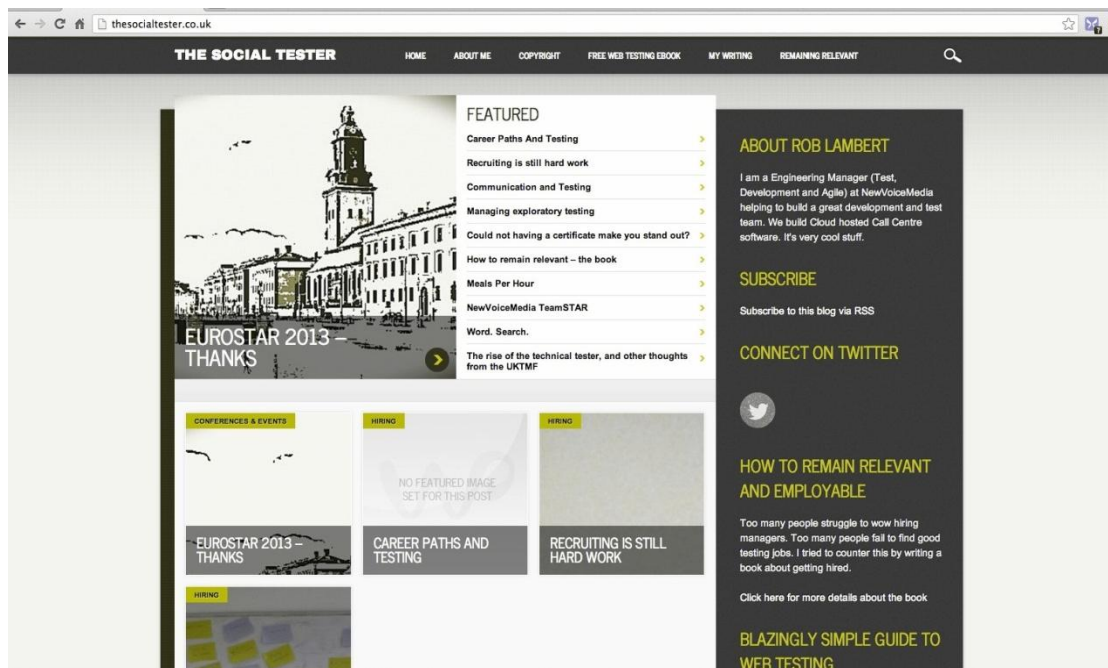 thesocialtester.co.uk
THE SOCIAL TESTER
HOME
ABOUT ME
COPYRIGHT
FREE WEB TESTING EBOOK
MY WRITING
REMAINING RELEVANT
EUROSTAR 2013 –
THANKS
FEATURED
Career Paths And Testing
Recruiting is still hard work
Communication and Testing
Managing exploratory testing
Could not having a certificate make you stand out?
How to remain relevant – the book
Meals Per Hour
NewVoiceMedia TeamSTAR
Word. Search.
The rise of the technical tester, and other thoughts
from the UKTMF
CONFERENCES & EVENTS
EUROSTAR 2013 –
THANKS
HIRING
NO FEATURED IMAGE
SET FOR THIS POST
CAREER PATHS AND
TESTING
HIRING
RECRUITING IS STILL
HARD WORK
HIRING
ABOUT ROB LAMBERT
I am a Engineering Manager (Test,
Development and Agile) at NewVoiceMedia
helping to build a great development and test
team. We build Cloud hosted Call Centre
software. It's very cool stuff.
SUBSCRIBE
Subscribe to this blog via RSS
CONNECT ON TWITTER
HOW TO REMAIN RELEVANT
AND EMPLOYABLE
Too many people struggle to wow hiring
managers. Too many people fail to find good
testing jobs. I tried to counter this by writing a
book about getting hired.
Click here for more details about the book
BLAZINGLY SIMPLE GUIDE TO
WEB TESTING